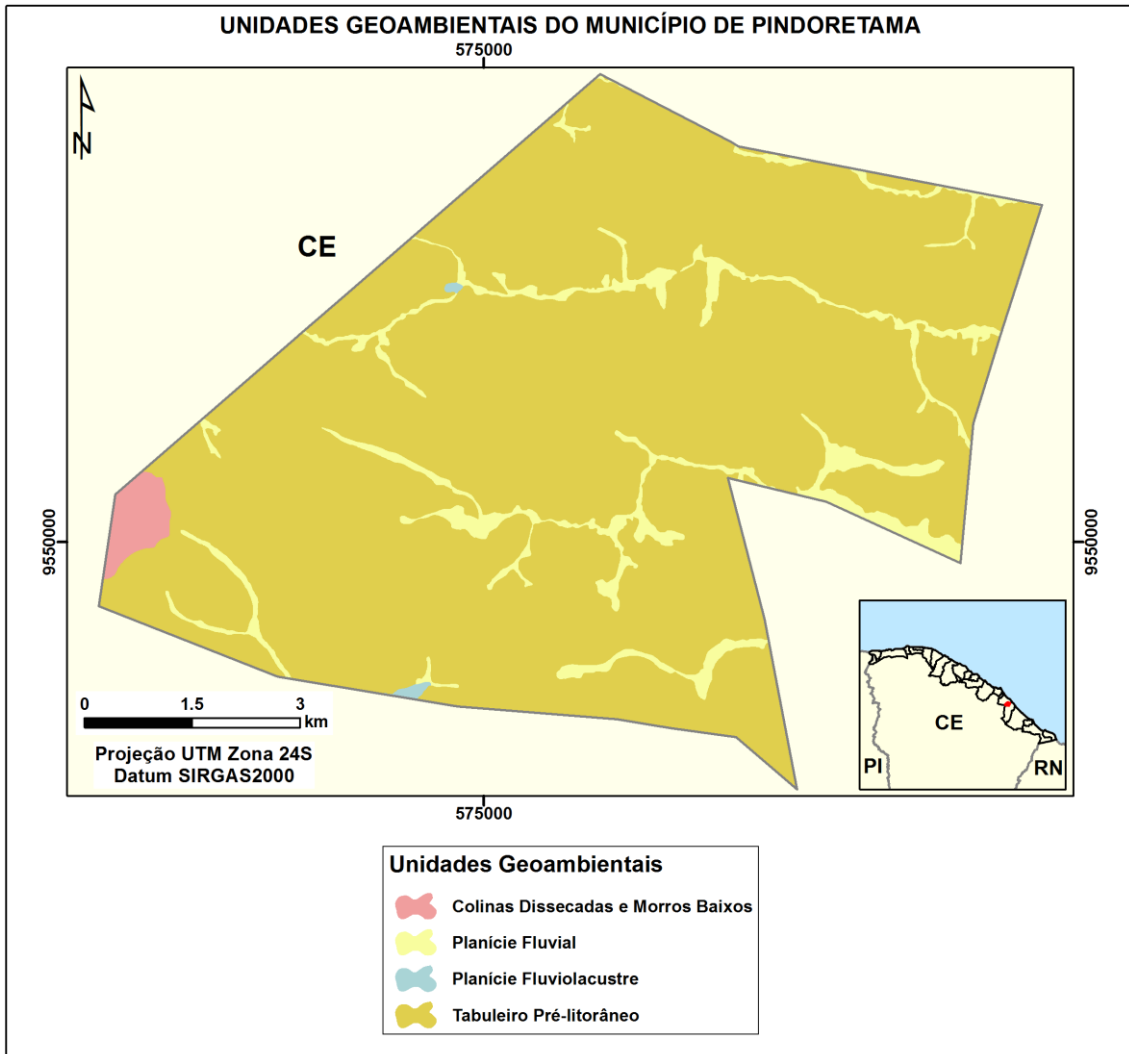 UNIDADES GEOAMBIENTAIS DO MUNICÍPIO DE PINDORETAMA
575000
N
CE
9550000
9550000
0 1.5 3
km
Projeção UTM Zona 24S
Datum SIRGAS2000
CE
PI
RN
575000
Unidades Geoambientais
Colinas Dissecadas e Morros Baixos
Planície Fluvial
Planície Fluviolacustre
Tabuleiro Pré-litorâneo